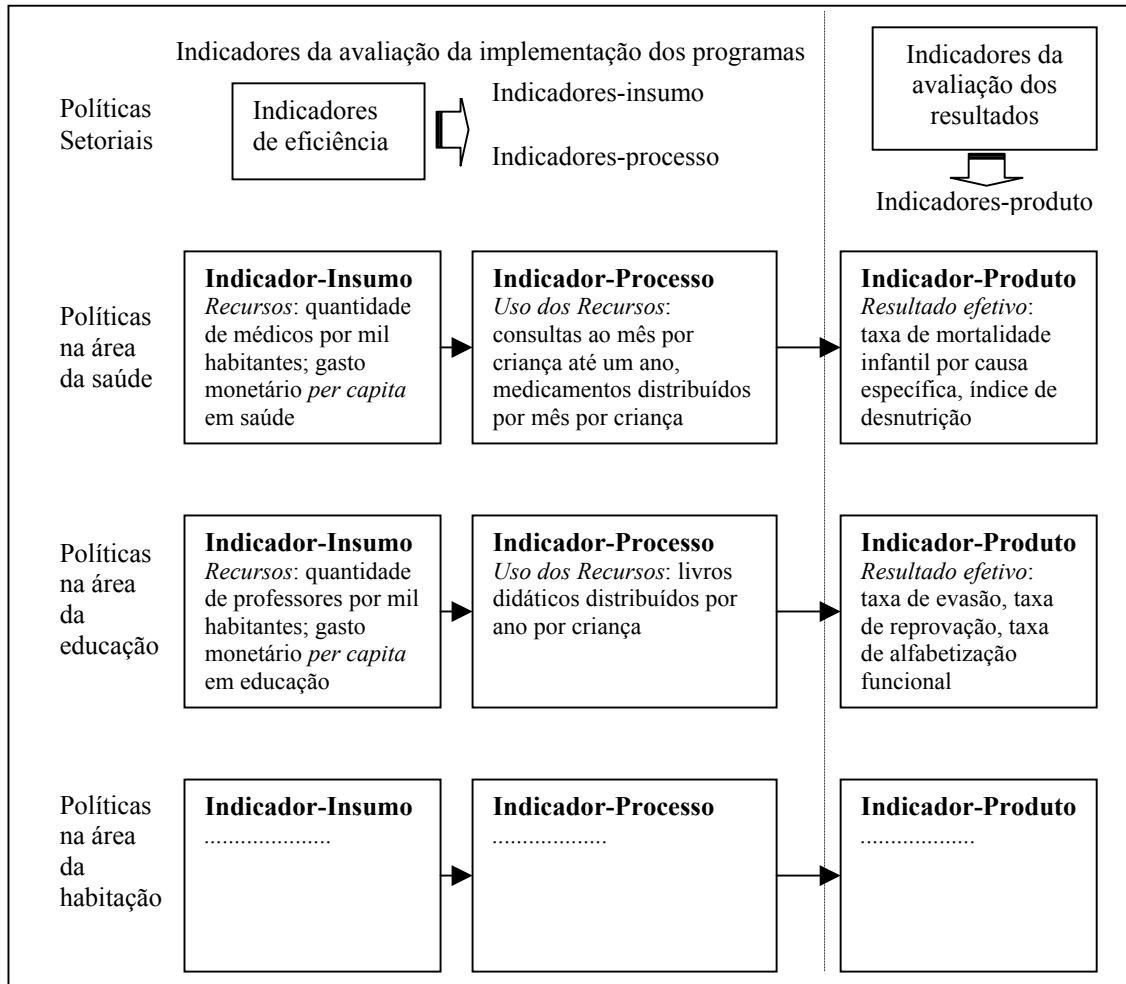 Indicadores da avaliação da implementação dos programas
Políticas
Setoriais
Indicadores
de eficiência
Indicadores-insumo
Indicadores-processo
Indicadores da
avaliação dos
resultados
Indicadores-produto
Políticas
na área
da saúde
Indicador-Insumo
Recursos: quantidade
de médicos por mil
habitantes; gasto
monetário per capita
em saúde
Indicador-Processo
Uso dos Recursos:
consultas ao mês por
criança até um ano,
medicamentos distribuídos
por mês por criança
Indicador-Produto
Resultado efetivo:
taxa de mortalidade
infantil por causa
específica, índice de
desnutrição
Políticas
na área
da
educação
Indicador-Insumo
Recursos: quantidade
de professores por mil
habitantes; gasto
monetário per capita
em educação
Indicador-Processo
Uso dos Recursos: livros
didáticos distribuídos por
ano por criança
Indicador-Produto
Resultado efetivo:
taxa de evasão, taxa
de reprovação, taxa
de alfabetização
funcional
Políticas
na área
da
habitação
Indicador-Insumo
.....................
Indicador-Processo
...................
Indicador-Produto
...................